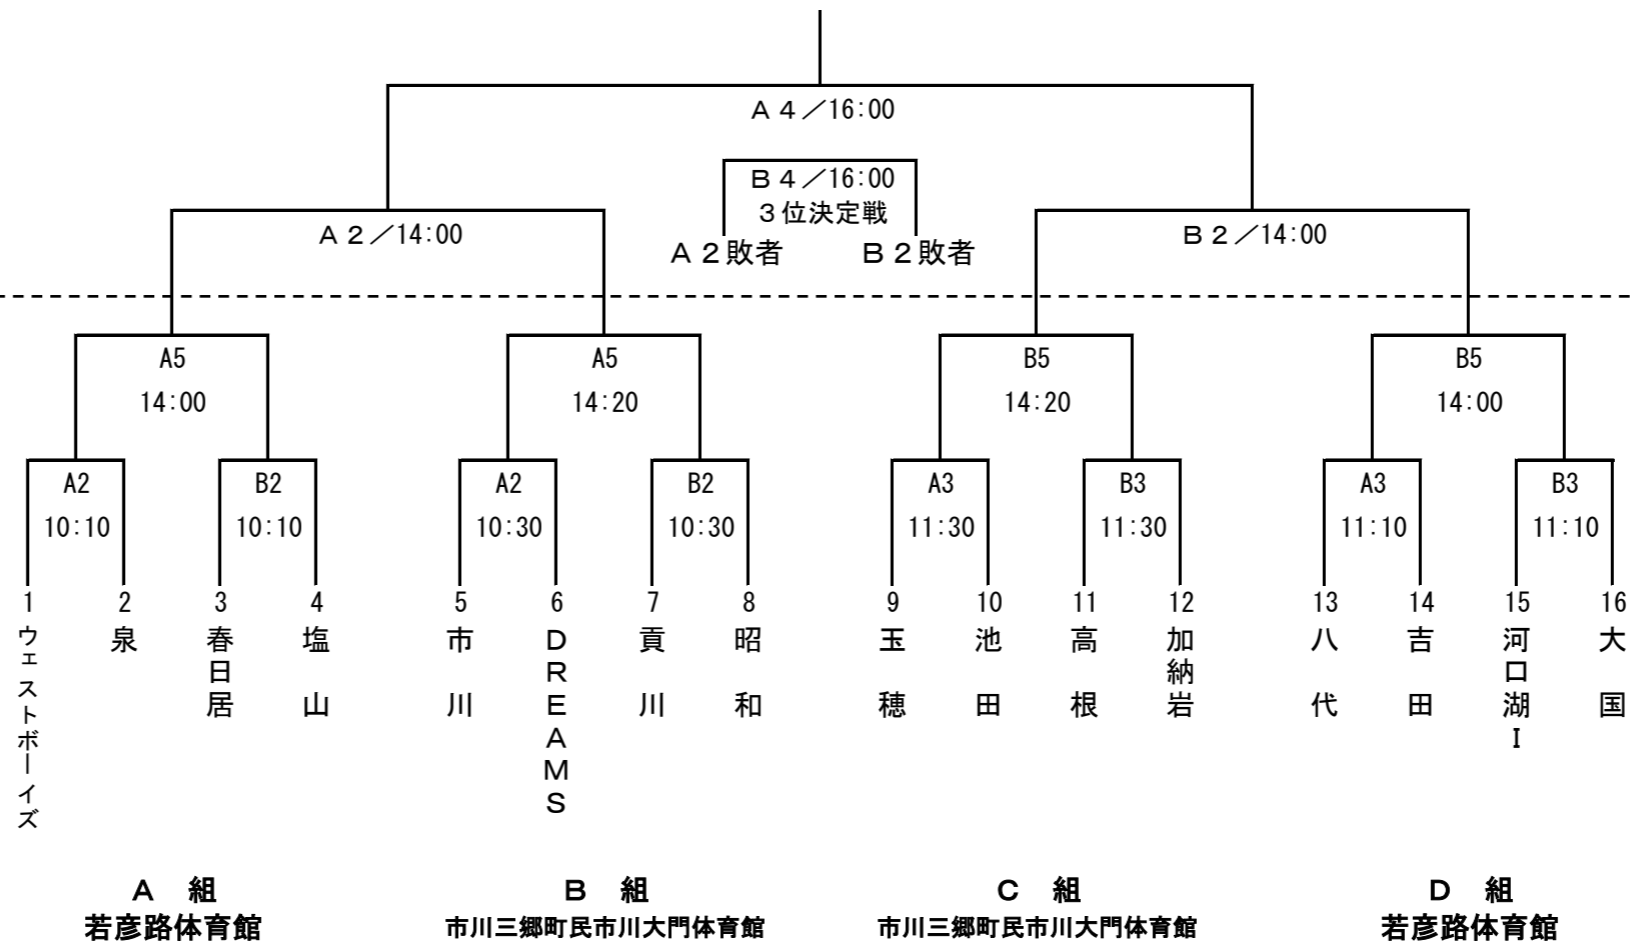 Ａ４／16:00
Ｂ４／16:00
３位決定戦
Ａ２敗者 Ｂ２敗者
Ａ２／14:00
Ｂ２／14:00
A5 A5 B5 B5
14:00 14:20 14:20 14:00
A2 B2 A2 B2 A3 B3 A3 B3
10:10 10:10 10:30 10:30 11:30 11:30 11:10 11:10
1 2 3 4 5 6 7 8 9 10 11 12 13 14 15 16
ウェストボーイズ
泉
春日居
塩山
市川
ＤＲＥＡＭＳ
貢川
昭和
玉穂
池田
高根
加納岩
八代
吉田
河口湖Ｉ
大国
Ａ　組 Ｂ　組 Ｃ　組 Ｄ　組
若彦路体育館 市川三郷町民市川大門体育館 市川三郷町民市川大門体育館 若彦路体育館